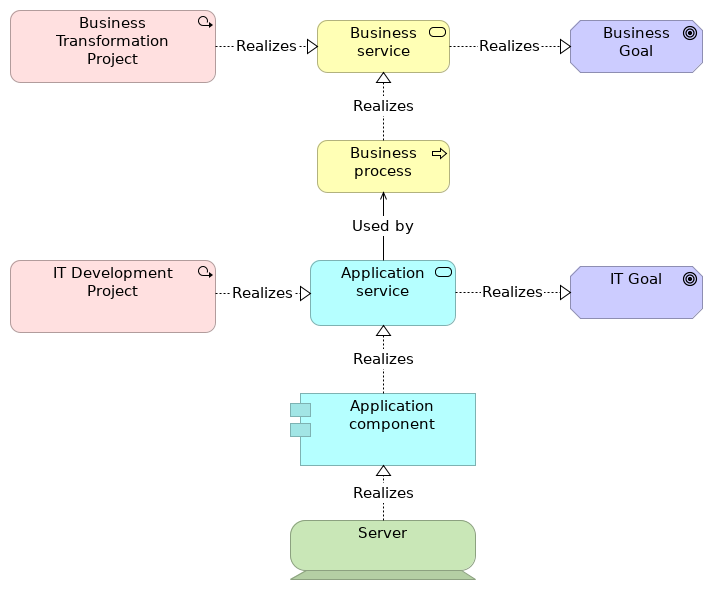 Business
Transformation
Project
Realizes
Business
service
Realizes
Business
Goal
Realizes
Business
process
Used by
IT Development
Project
Realizes
Application
service
Realizes
IT Goal
Realizes
Application
component
Realizes
Server